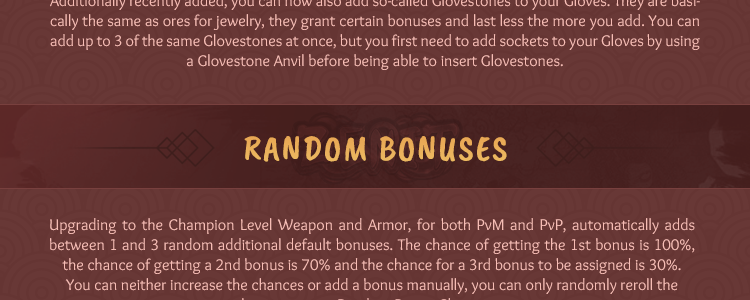 Additionally recently added, you can now also add so-called Glovestones to your Gloves. They are basi-
cally the same as ores for jewelry, they grant certain bonuses and last less the more you add. You can
add up to 3 of the same Glovestones at once, but you first need to add sockets to your Gloves by using
a Glovestone Anvil before being able to insert Glovestones.
RANDOM BONUSES
Upgrading to the Champion Level Weapon and Armor, for both PvM and PvP, automatically adds
between 1 and 3 random additional default bonuses. The chance of getting the 1st bonus is 100%,
the chance of getting a 2nd bonus is 70% and the chance for a 3rd bonus to be assigned is 30%.
You can neither increase the chances or add a bonus manually, you can only randomly reroll the